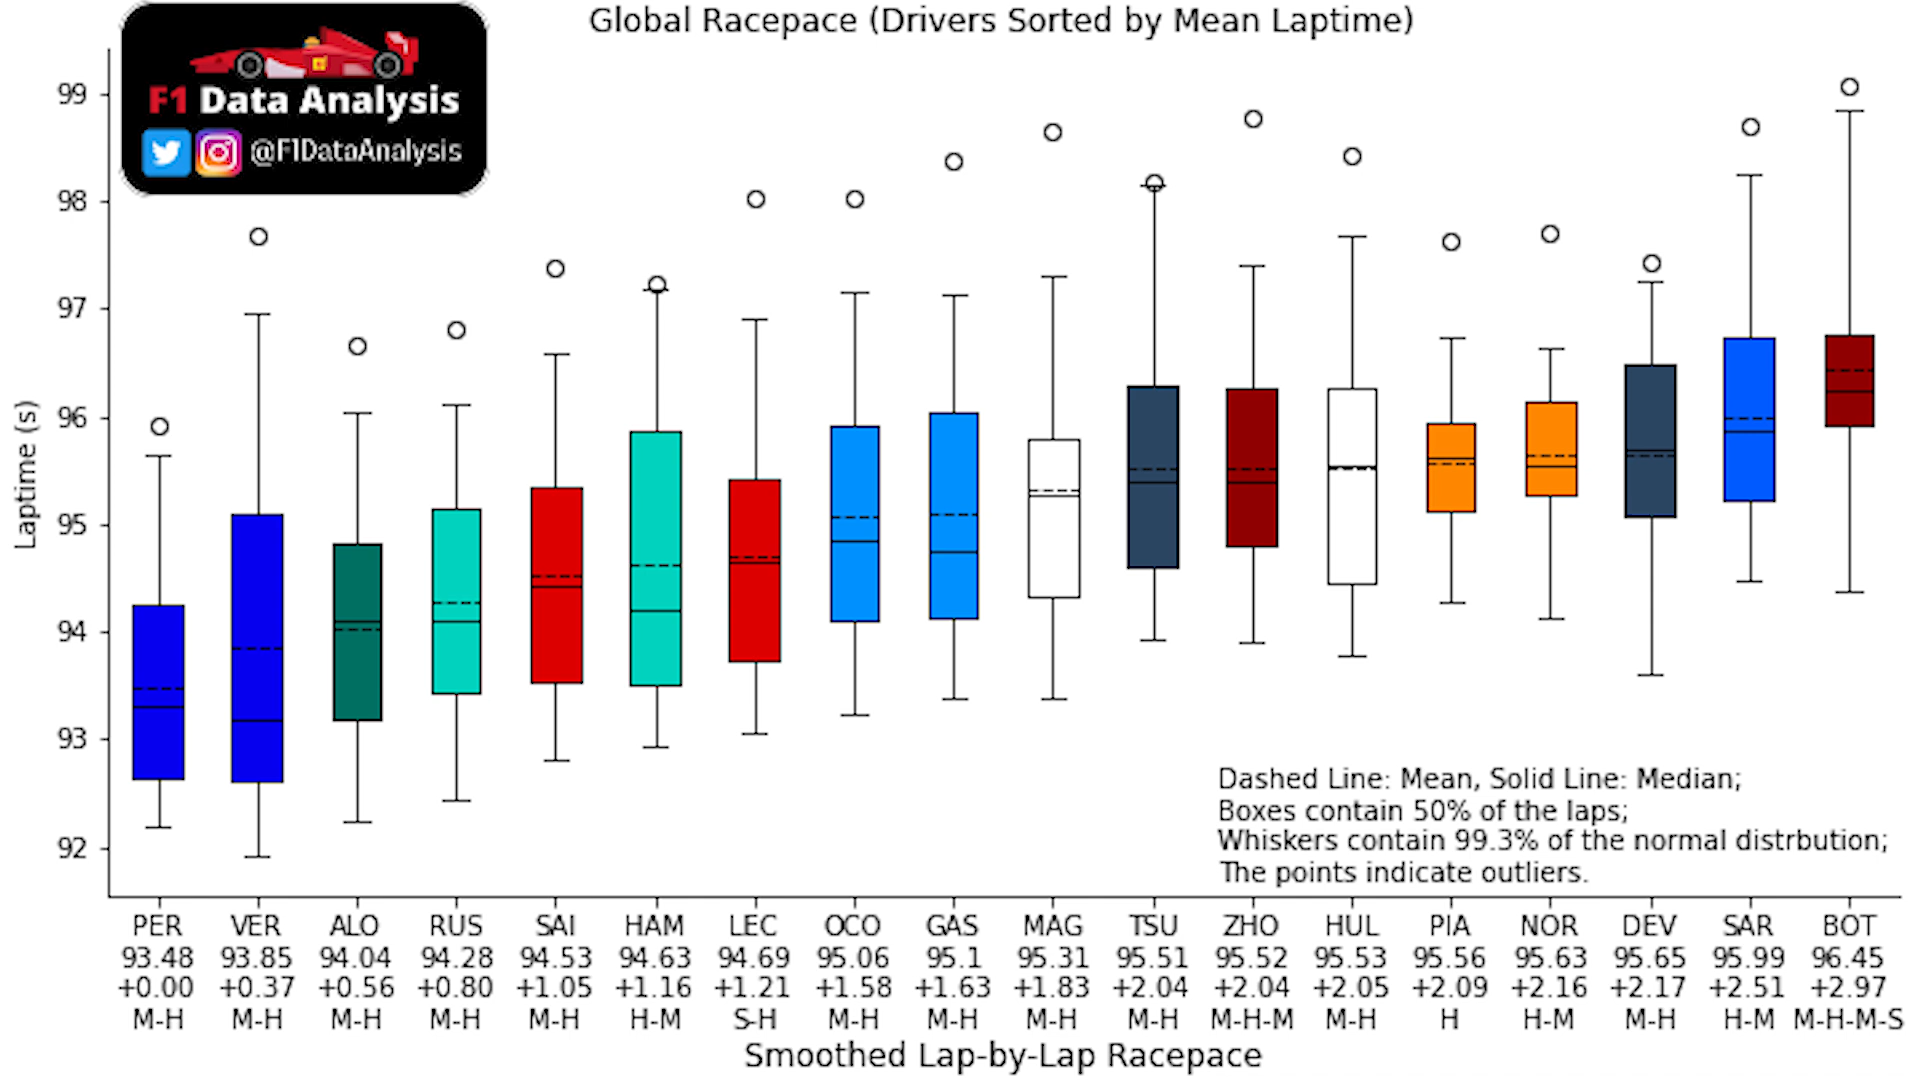 Global Racepace (Drivers Sorted by Mean Laptime)
F1 Data Analysis
@F1DataAnalysis
Laptime (s)
99
98
97
96
95
94
93
92
Dashed Line: Mean, Solid Line: Median;
Boxes contain 50% of the laps;
Whiskers contain 99.3% of the normal distrbution;
The points indicate outliers.
PER VER ALO RUS SAI HAM LEC OCO GAS MAG TSU ZHO HUL PIA NOR DEV SAR BOT
93.48 93.85 94.04 94.28 94.53 94.63 94.69 95.06 95.1 95.31 95.51 95.52 95.53 95.56 95.63 95.65 95.99 96.45
+0.00 +0.37 +0.56 +0.80 +1.05 +1.16 +1.21 +1.58 +1.63 +1.83 +2.04 +2.04 +2.05 +2.09 +2.16 +2.17 +2.51 +2.97
M-H M-H M-H M-H M-H H-M S-H M-H M-H M-H M-H M-H-M M-H H H-M M-H H-M M-H-M-S
Smoothed Lap-by-Lap Racepace